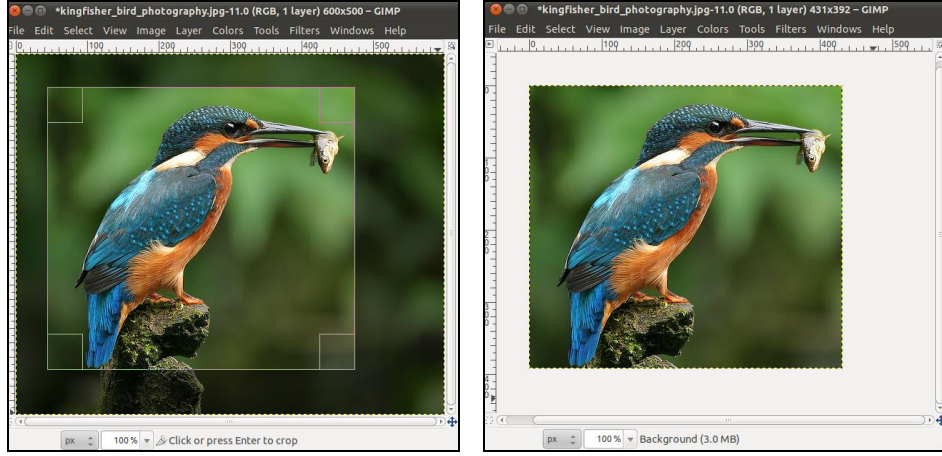 *kingfisher_bird_photography.jpg-11.0 (RGB, 1 layer) 600x500 – GIMP
File Edit Select View Image Layer Colors Tools Filters Windows Help
0 100 200 300 400 500
px 100 % Click or press Enter to crop
*kingfisher_bird_photography.jpg-11.0 (RGB, 1 layer) 431x392 – GIMP
File Edit Select View Image Layer Colors Tools Filters Windows Help
0 100 200 300 400 500
px 100 % Background (3.0 MB)